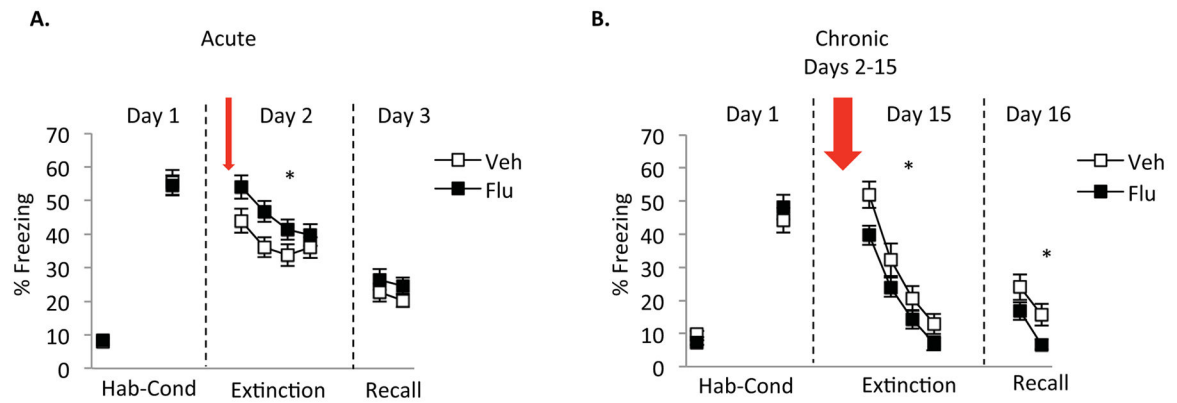 A.
Acute
Day 1
Day 2
Day 3
*
70
60
50
40
30
20
10
0
% Freezing
Veh
Flu
Hab-Cond
Extinction
Recall
B.
Chronic
Days 2-15
Day 1
Day 15
Day 16
*
*
70
60
50
40
30
20
10
0
% Freezing
Veh
Flu
Hab-Cond
Extinction
Recall